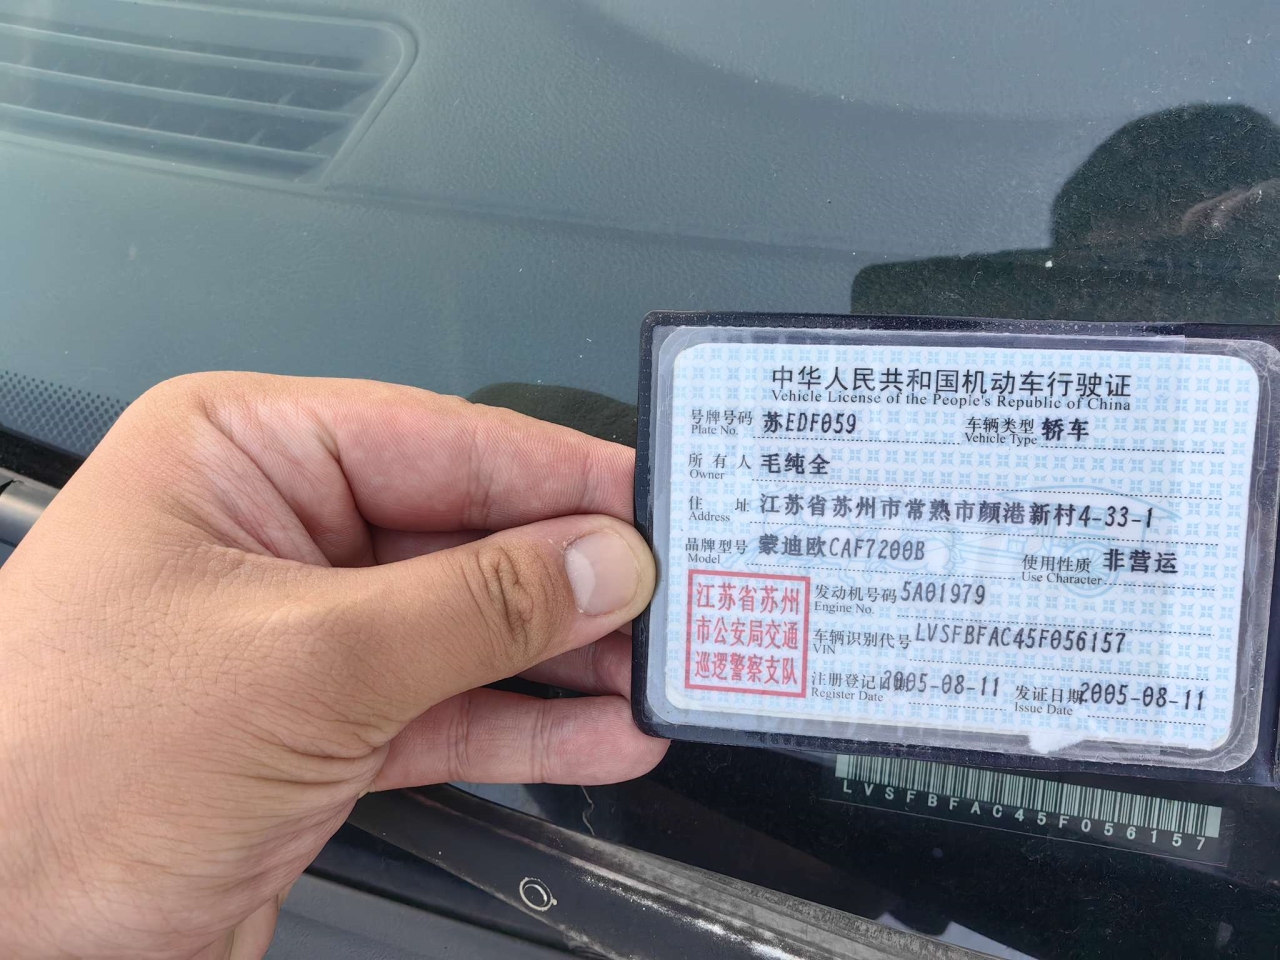 中华人民共和国机动车行驶证
Vehicle License of the People's Republic of China
号牌号码 苏EDF059 车辆类型 轿车
Plate No. Vehicle Type
所有人 毛纯全
Owner
住址 江苏省苏州市常熟市颜港新村4-33-1
Address
品牌型号 蒙迪欧CAF7200B 使用性质 非营运
Model Use Character
江苏省苏州
市公安局交通
巡逻警察支队
发动机号码 5A01979
Engine No.
车辆识别代号 LVSFBFAC45F056157
VIN
注册登记日期 2005-08-11 发证日期 2005-08-11
Register Date Issue Date
LVSFBFAC45F056157